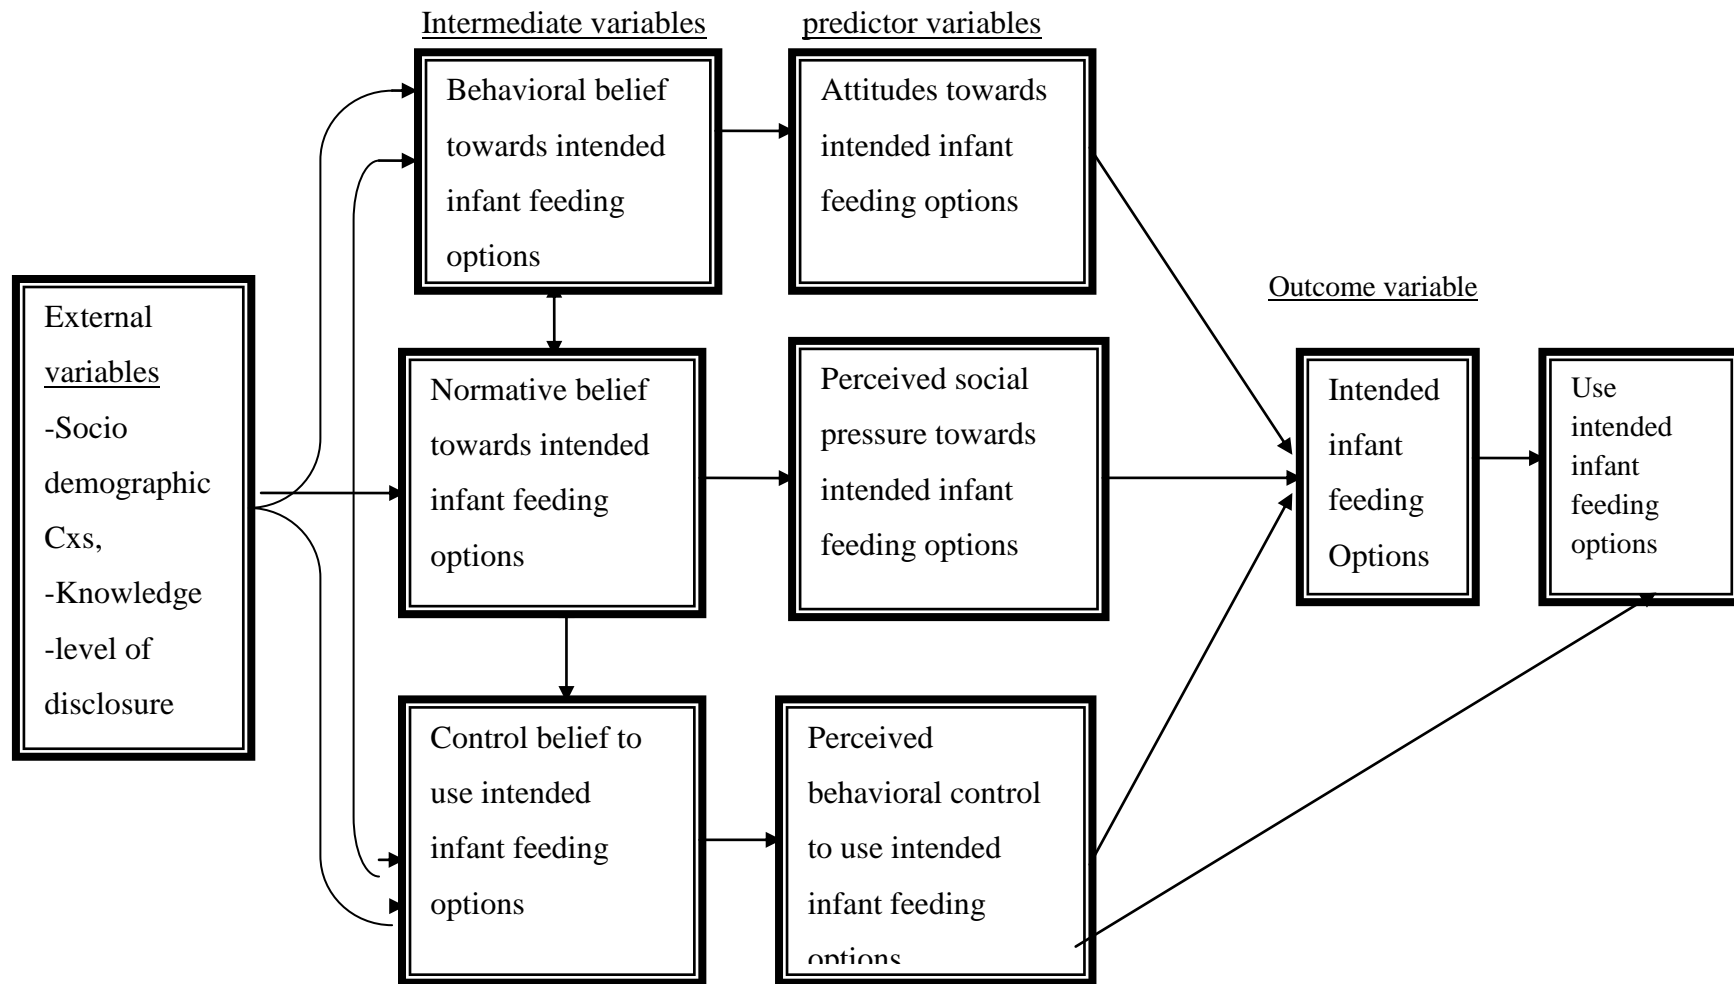 Intermediate variables
predictor variables
Behavioral belief
towards intended
infant feeding
options
Attitudes towards
intended infant
feeding options
External
variables
-Socio
demographic
Cxs,
-Knowledge
-level of
disclosure
Normative belief
towards intended
infant feeding
options
Perceived social
pressure towards
intended infant
feeding options
Outcome variable
Intended
infant
feeding
Options
Use
intended
infant
feeding
options
Control belief to
use intended
infant feeding
options
Perceived
behavioral control
to use intended
infant feeding
options